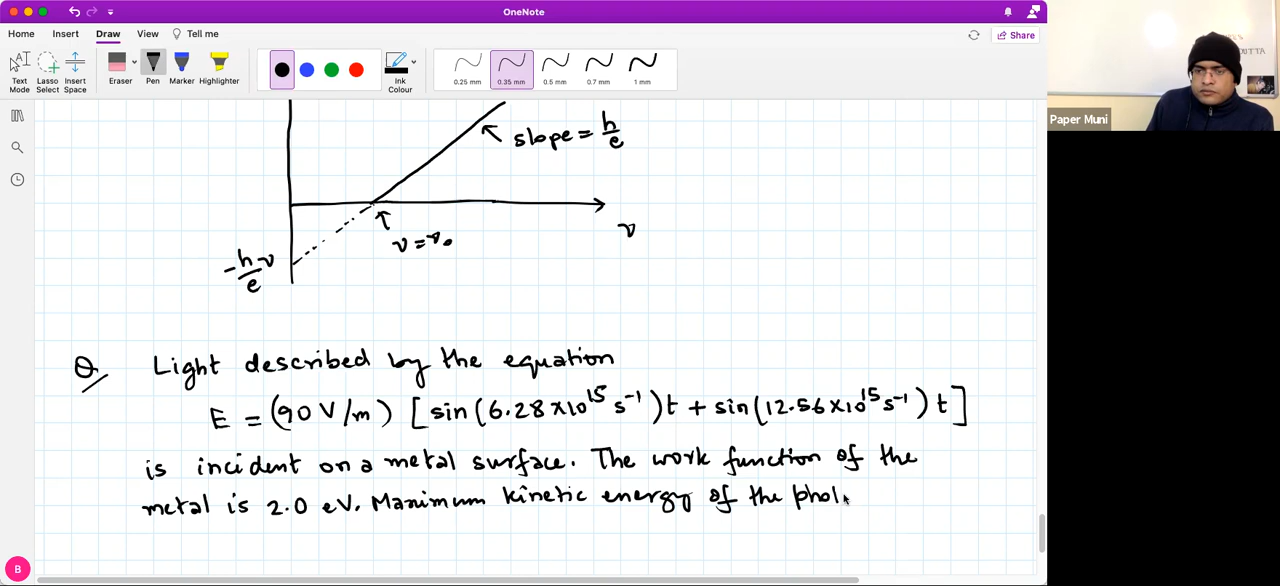 OneNote
Home Insert Draw View Tell me
Share
Text Mode
Lasso Select
Insert Space
Eraser
Pen
Marker
Highlighter
Ink Colour
0.25 mm
0.35 mm
0.5 mm
0.7 mm
1 mm
Paper Muni
slope = h/e
ν
ν = ν₀
-h/e ν
Q Light described by the equation
E = (90 V/m) [sin(6.28×10¹⁵ s⁻¹)t + sin(12.56×10¹⁵ s⁻¹) t]
is incident on a metal surface. The work function of the
metal is 2.0 eV. Maximum kinetic energy of the phot
B